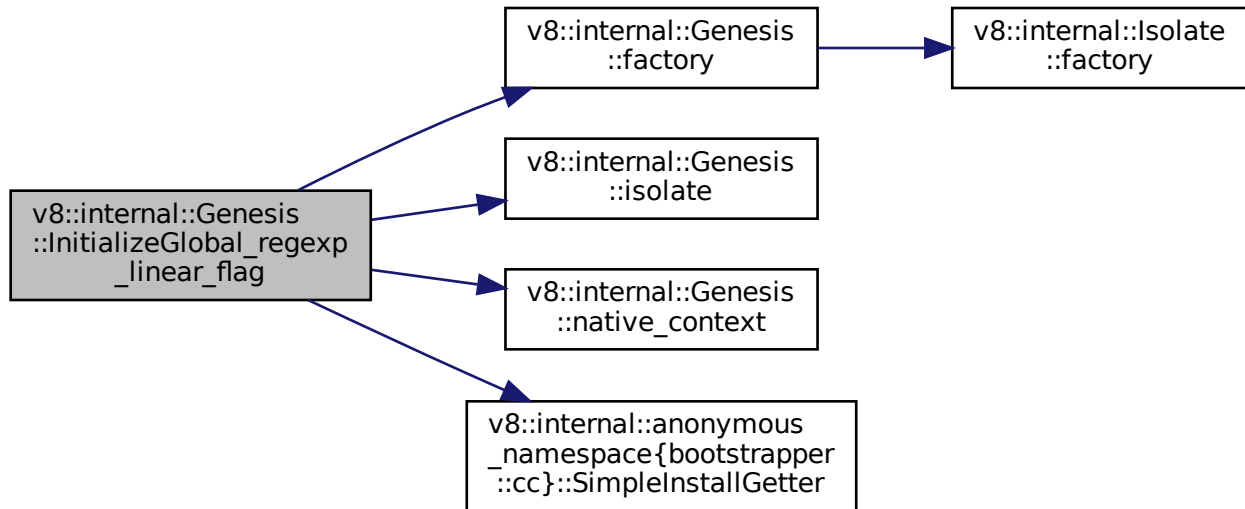 v8::internal::Genesis
::InitializeGlobal_regexp
_linear_flag
v8::internal::Genesis
::factory
v8::internal::Isolate
::factory
v8::internal::Genesis
::isolate
v8::internal::Genesis
::native_context
v8::internal::anonymous
_namespace{bootstrapper
::cc}::SimpleInstallGetter